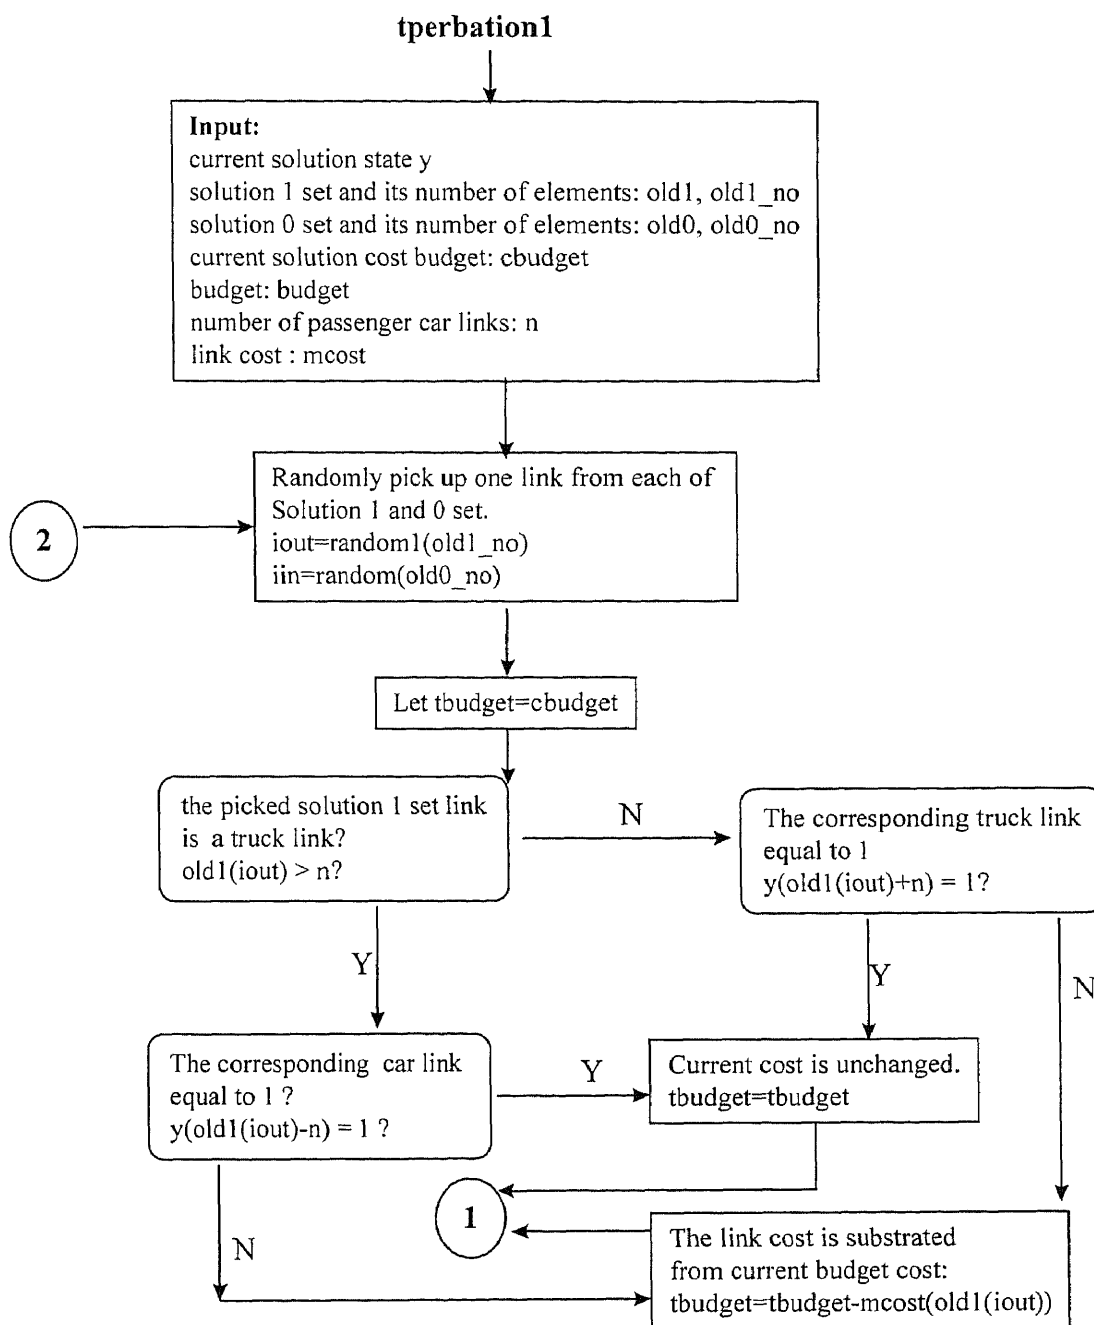 tperbation1
Input:
current solution state y
solution 1 set and its number of elements: old1, old1_no
solution 0 set and its number of elements: old0, old0_no
current solution cost budget: cbudget
budget: budget
number of passenger car links: n
link cost : mcost
Randomly pick up one link from each of
Solution 1 and 0 set.
iout=random1(old1_no)
iin=random(old0_no)
2
Let tbudget=cbudget
the picked solution 1 set link
is a truck link?
old1(iout) > n?
N
The corresponding truck link
equal to 1
y(old1(iout)+n) = 1?
Y
Y
N
The corresponding car link
equal to 1 ?
y(old1(iout)-n) = 1 ?
Y
Current cost is unchanged.
tbudget=tbudget
1
N
The link cost is substrated
from current budget cost:
tbudget=tbudget-mcost(old1(iout))